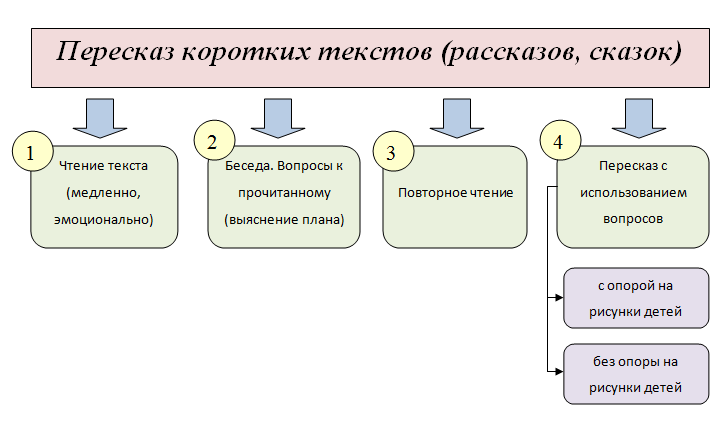 Пересказ коротких текстов (рассказов, сказок)
1
Чтение текста
(медленно,
эмоционально)
2
Беседа. Вопросы к
прочитанному
(выяснение плана)
3
Повторное чтение
4
Пересказ с
использованием
вопросов
с опорой на
рисунки детей
без опоры на
рисунки детей